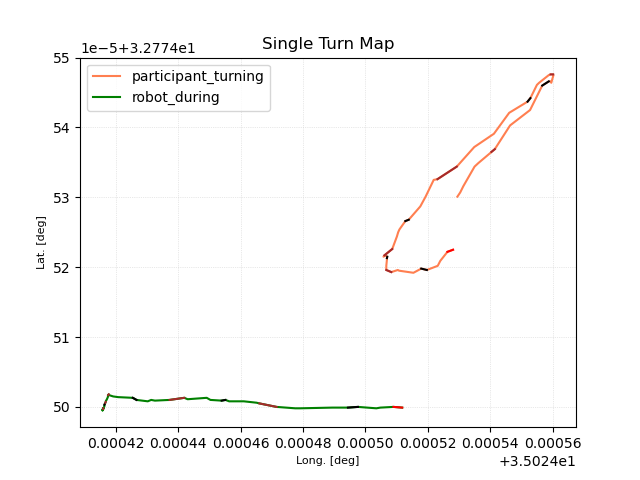 Single Turn Map
1e−5+3.2774e1
participant_turning
robot_during
55
54
53
52
51
50
Lat. [deg]
0.00042 0.00044 0.00046 0.00048 0.00050 0.00052 0.00054 0.00056
Long. [deg]
+3.5024e1